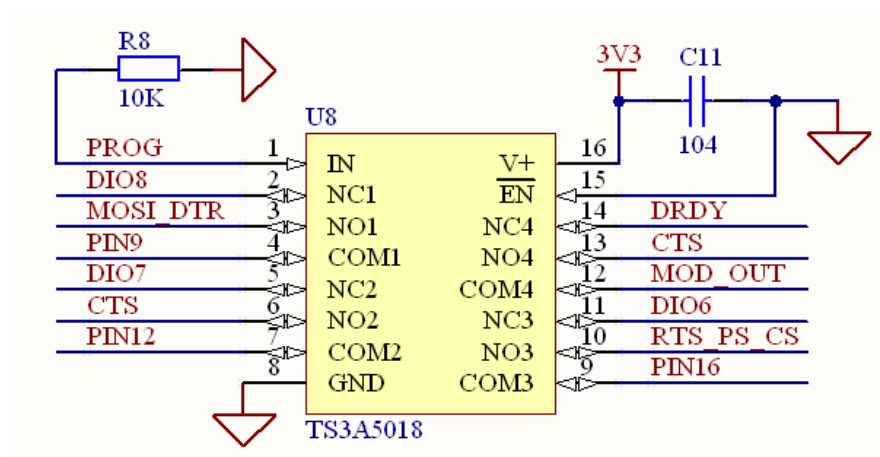 R8
10K
3V3
C11
104
U8
PROG 1 IN V+ 16
DIO8 2 NC1 EN 15
MOSI_DTR 3 NO1 NC4 14 DRDY
PIN9 4 COM1 NO4 13 CTS
DIO7 5 NC2 COM4 12 MOD_OUT
CTS 6 NO2 NC3 11 DIO6
PIN12 7 COM2 NO3 10 RTS_PS_CS
8 GND COM3 9 PIN16
TS3A5018